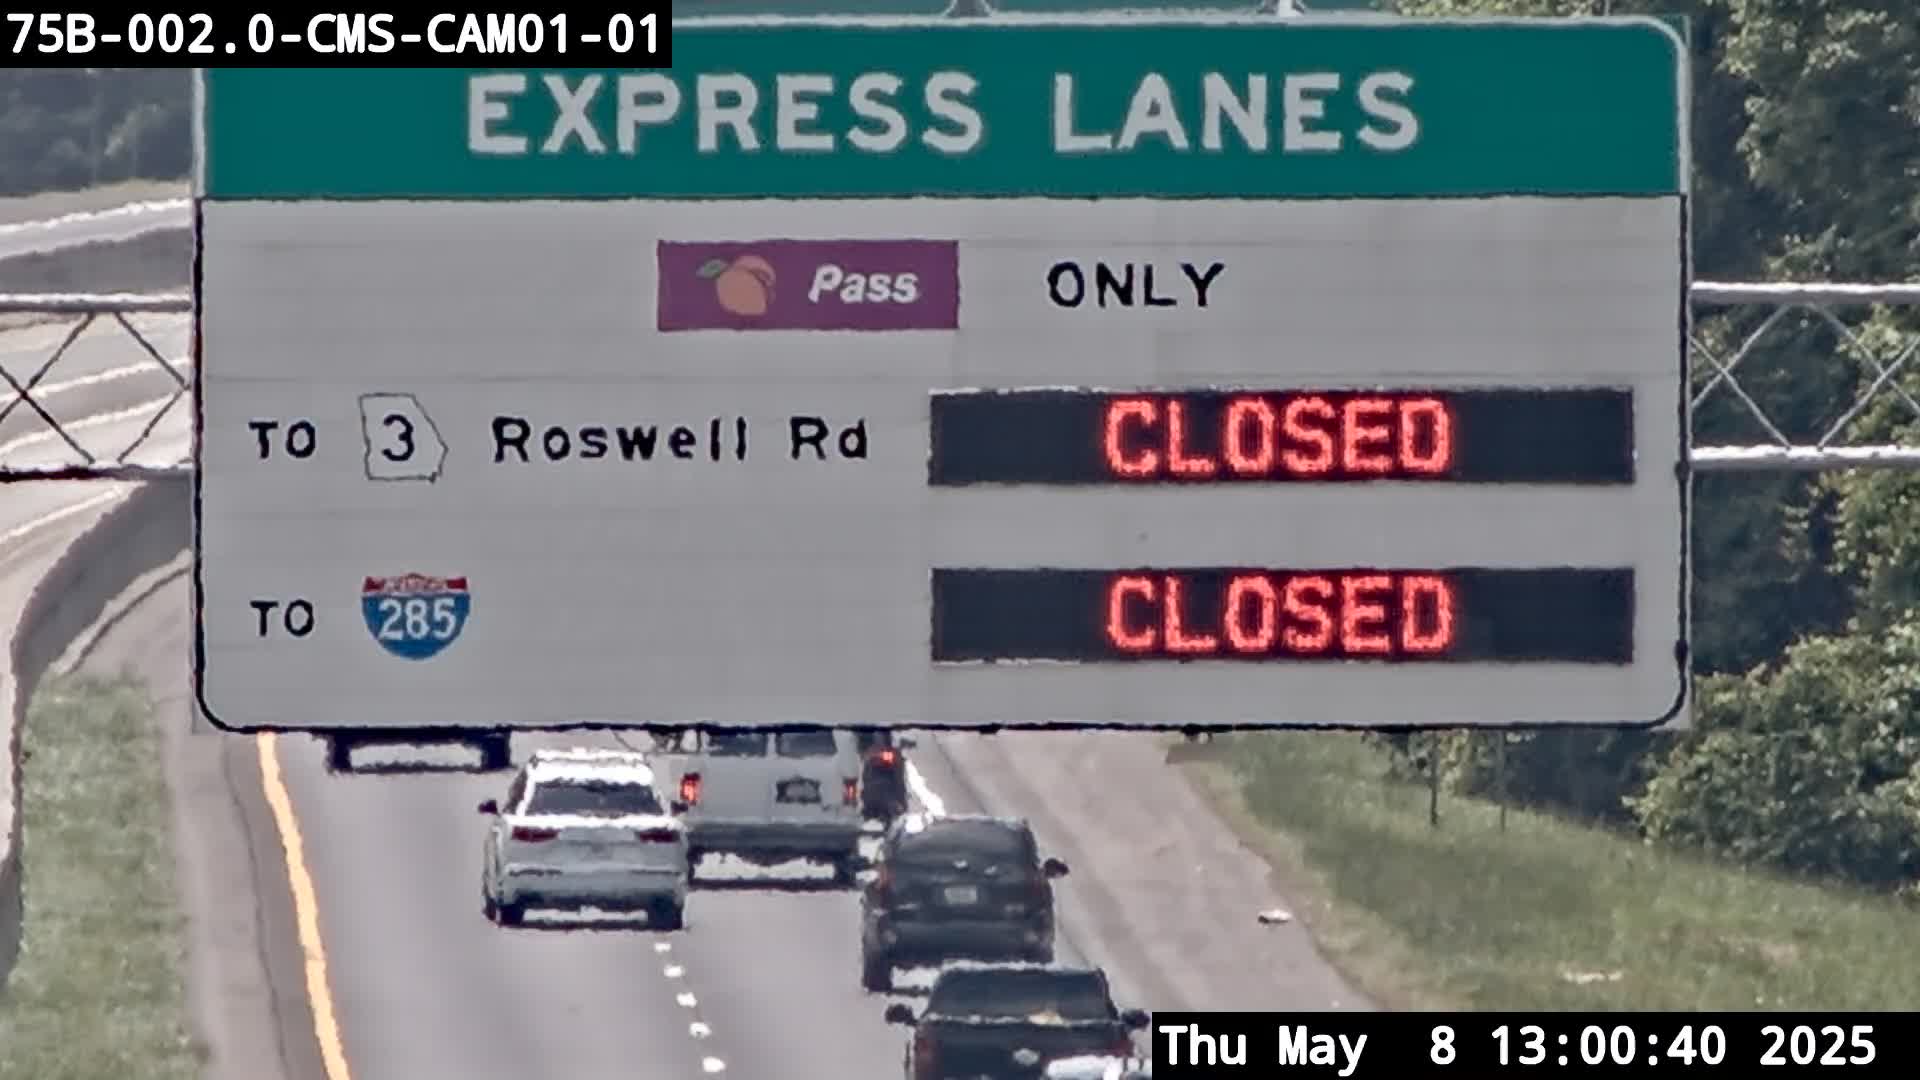 75B-002.0-CMS-CAM01-01
EXPRESS LANES
Pass ONLY
TO 3 Roswell Rd CLOSED
TO 285 CLOSED
Thu May 8 13:00:40 2025